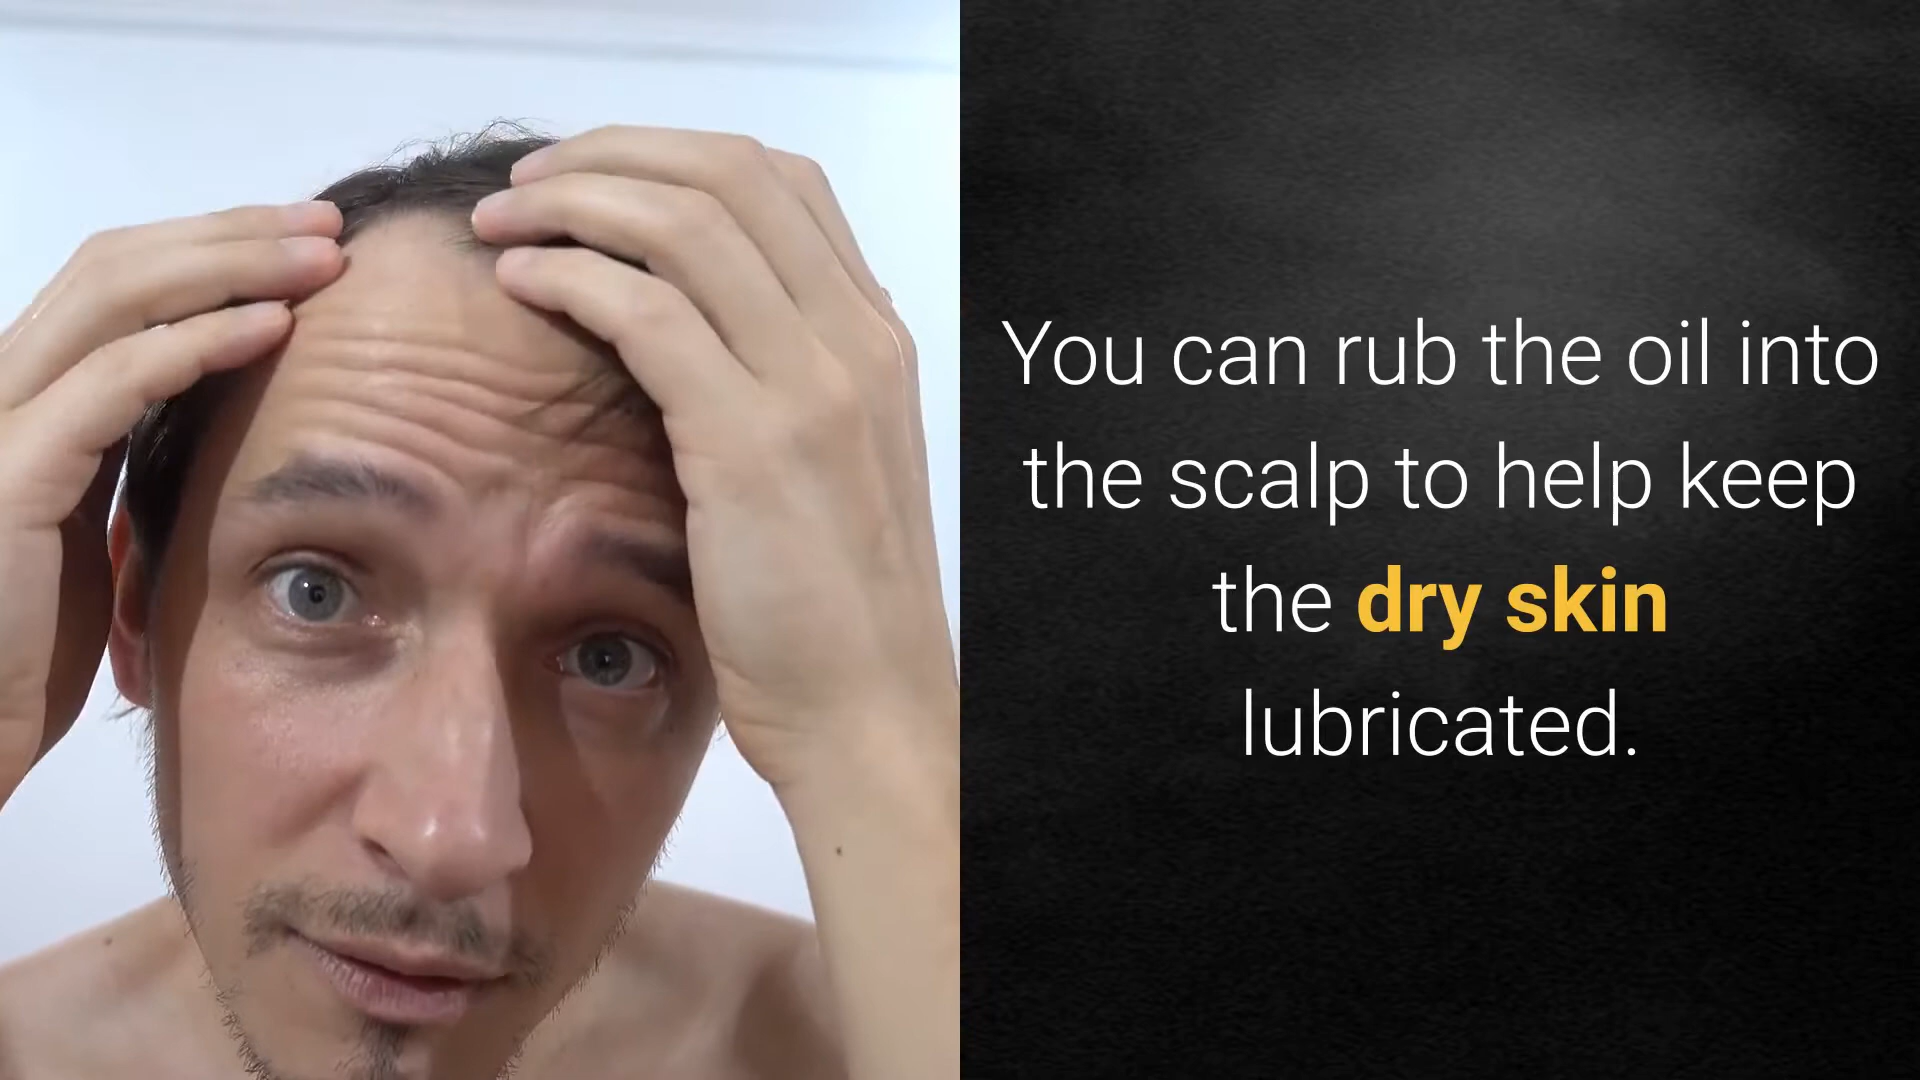 You can rub the oil into
the scalp to help keep
the dry skin
lubricated.